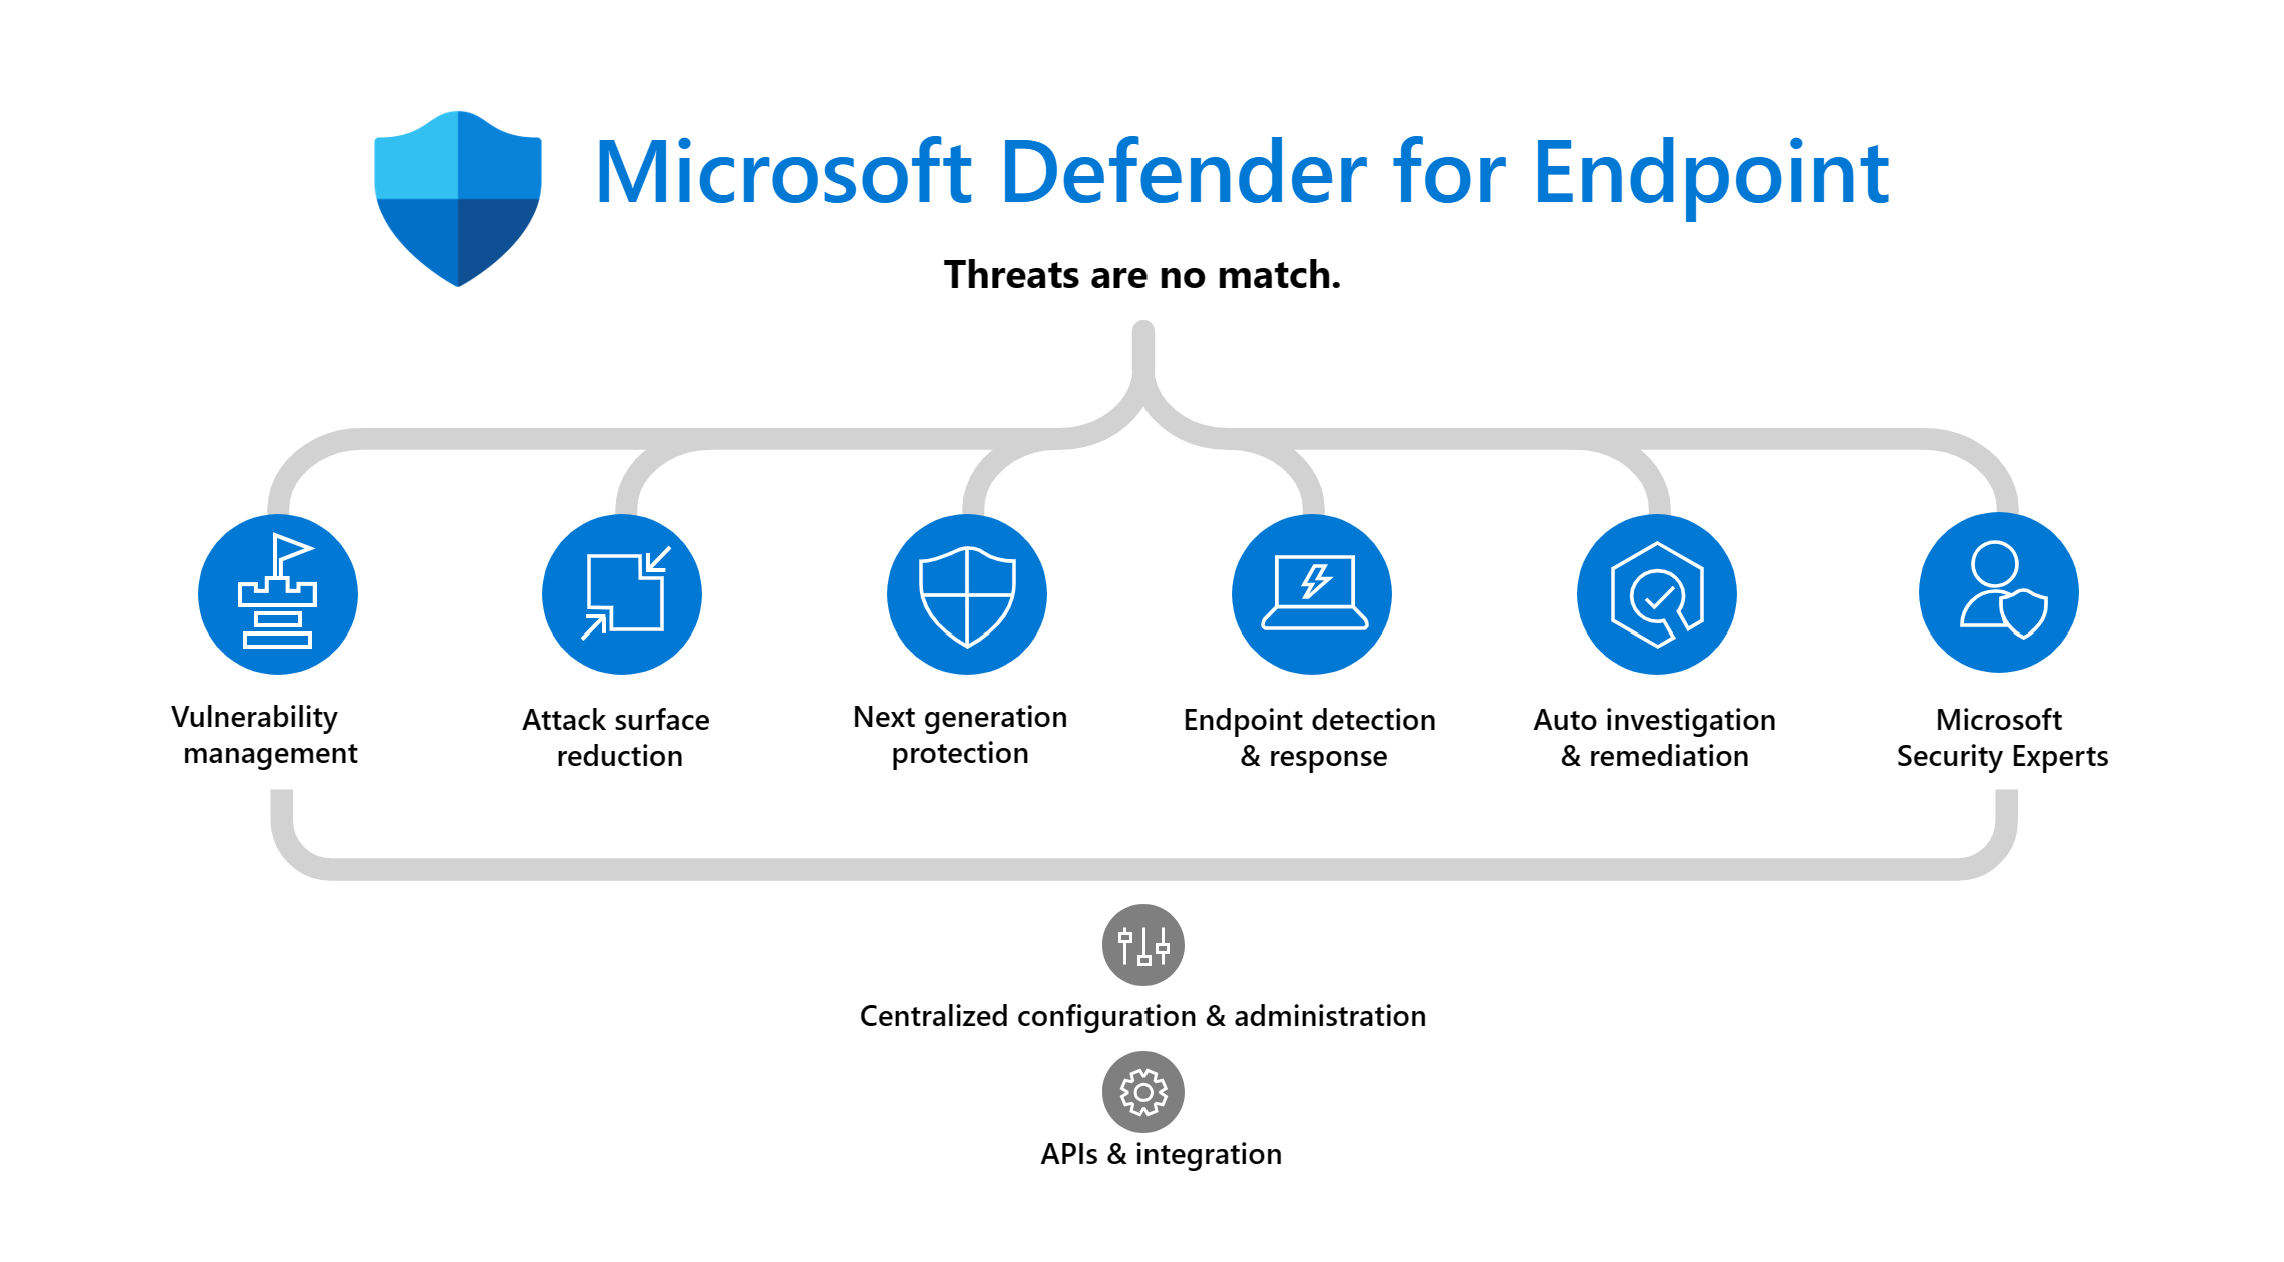 Microsoft Defender for Endpoint
Threats are no match.
Vulnerability
management
Attack surface
reduction
Next generation
protection
Endpoint detection
& response
Auto investigation
& remediation
Microsoft
Security Experts
Centralized configuration & administration
APIs & integration